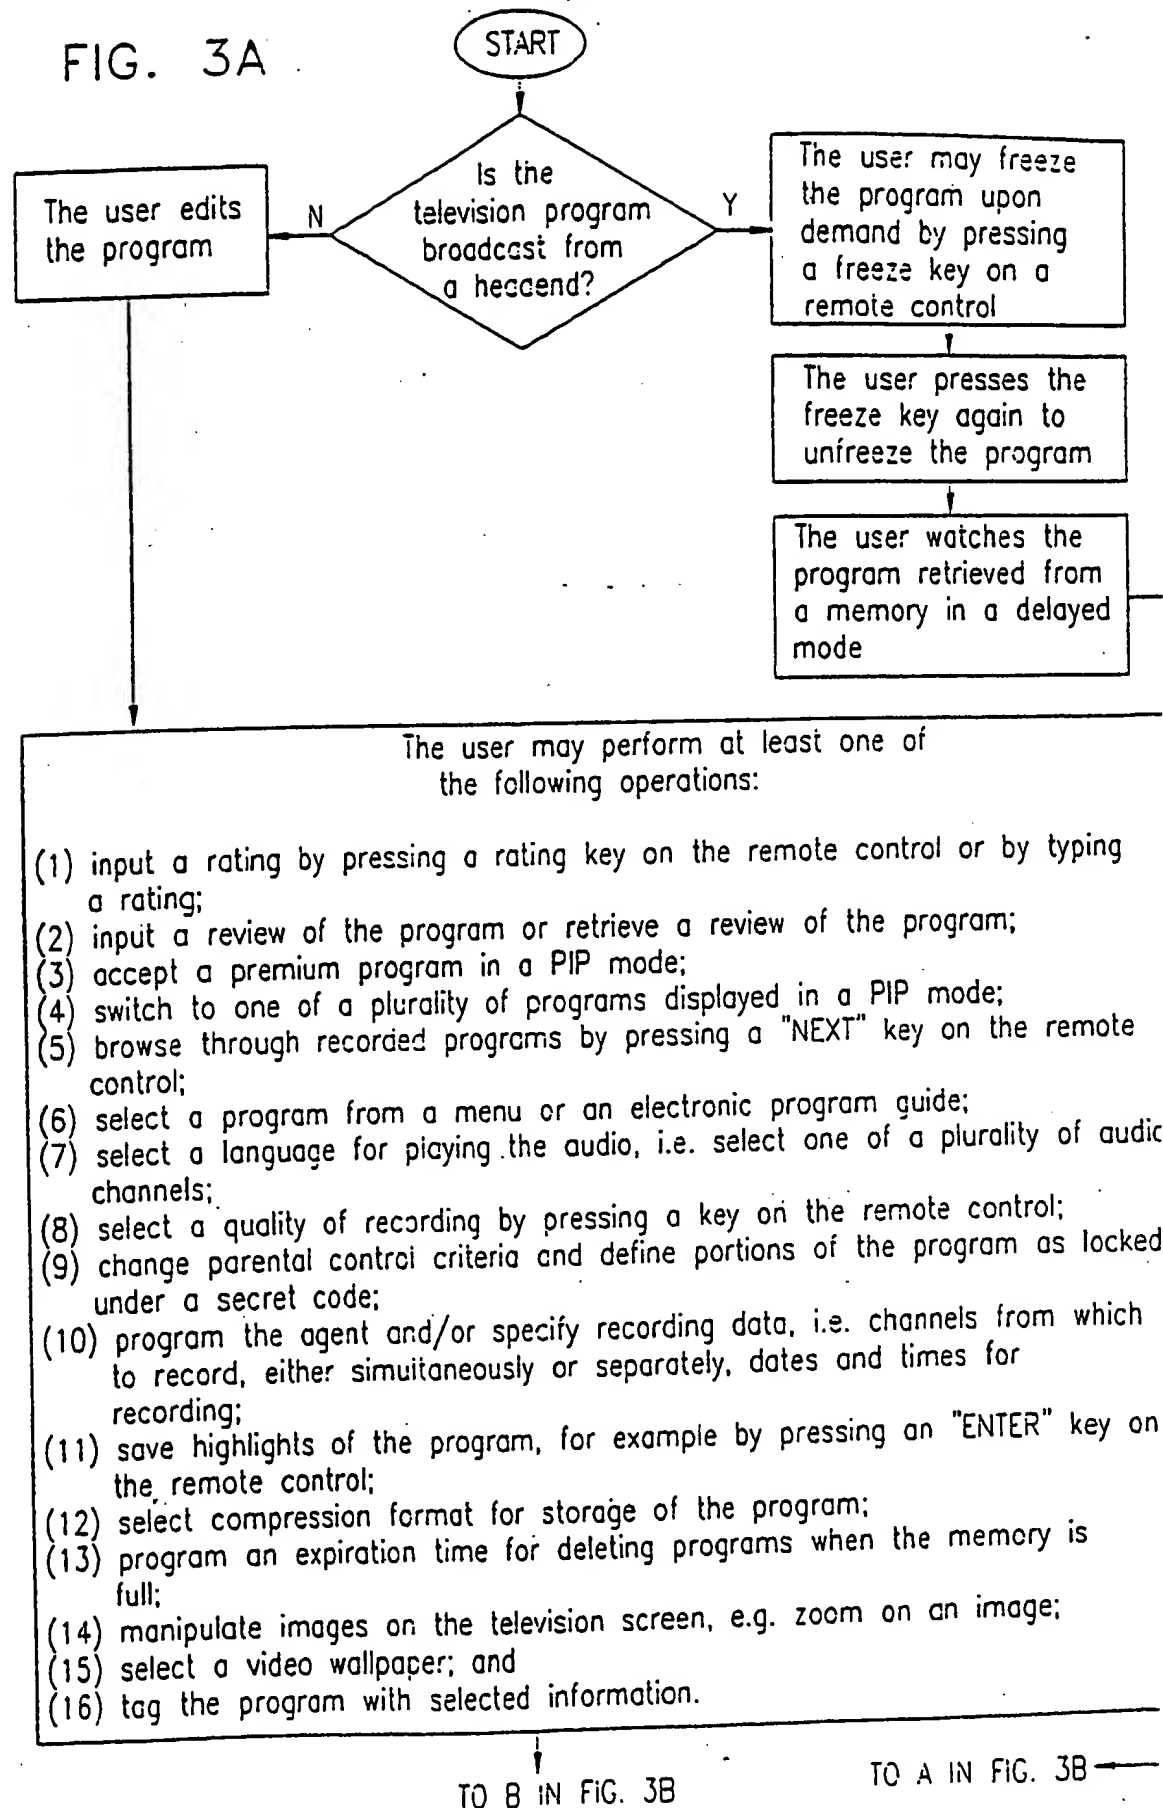 FIG. 3A
START
Is the
television program
broadcast from
a headend?
N
Y
The user edits
the program
The user may freeze
the program upon
demand by pressing
a freeze key on a
remote control
The user presses the
freeze key again to
unfreeze the program
The user watches the
program retrieved from
a memory in a delayed
mode
The user may perform at least one of
the following operations:
(1) input a rating by pressing a rating key on the remote control or by typing
a rating;
(2) input a review of the program or retrieve a review of the program;
(3) accept a premium program in a PIP mode;
(4) switch to one of a plurality of programs displayed in a PIP mode;
(5) browse through recorded programs by pressing a "NEXT" key on the remote
control;
(6) select a program from a menu or an electronic program guide;
(7) select a language for playing the audio, i.e. select one of a plurality of audio
channels;
(8) select a quality of recording by pressing a key on the remote control;
(9) change parental control criteria and define portions of the program as locked
under a secret code;
(10) program the agent and/or specify recording data, i.e. channels from which
to record, either simultaneously or separately, dates and times for
recording;
(11) save highlights of the program, for example by pressing an "ENTER" key on
the remote control;
(12) select compression format for storage of the program;
(13) program an expiration time for deleting programs when the memory is
full;
(14) manipulate images on the television screen, e.g. zoom on an image;
(15) select a video wallpaper; and
(16) tag the program with selected information.
TO B IN FIG. 3B
TO A IN FIG. 3B